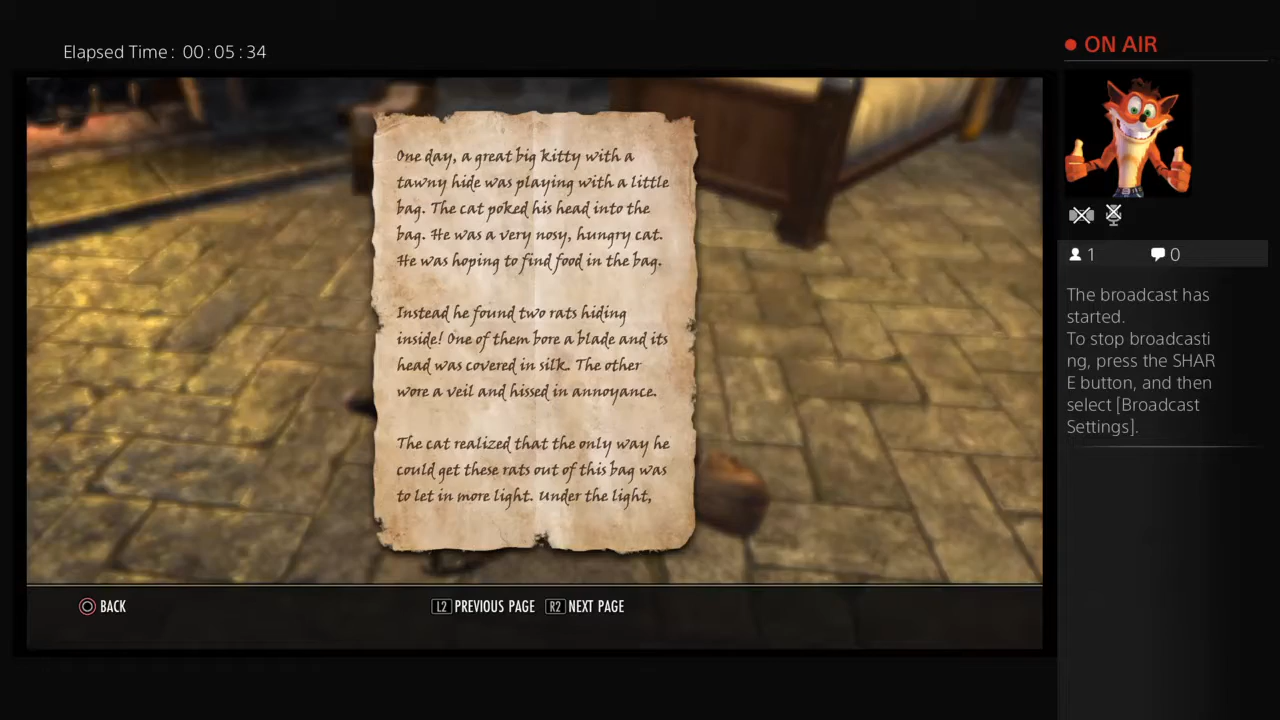 Elapsed Time: 00:05:34
ON AIR
One day, a great big kitty with a
tawny hide was playing with a little
bag. The cat poked his head into the
bag. He was a very nosy, hungry cat.
He was hoping to find food in the bag.
Instead he found two rats hiding
inside! One of them bore a blade and its
head was covered in silk. The other
wore a veil and hissed in annoyance.
The cat realized that the only way he
could get these rats out of this bag was
to let in more light. Under the light,
BACK
L2 PREVIOUS PAGE R2 NEXT PAGE
1 0
The broadcast has
started.
To stop broadcasti
ng, press the SHAR
E button, and then
select [Broadcast
Settings].